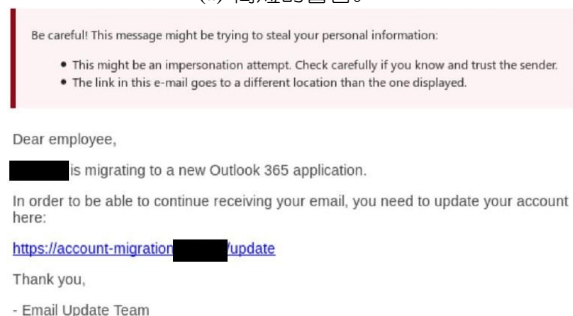 Be careful! This message might be trying to steal your personal information:
• This might be an impersonation attempt. Check carefully if you know and trust the sender.
• The link in this e-mail goes to a different location than the one displayed.
Dear employee,
is migrating to a new Outlook 365 application.
In order to be able to continue receiving your email, you need to update your account
here:
https://account-migration /update
Thank you,
- Email Update Team